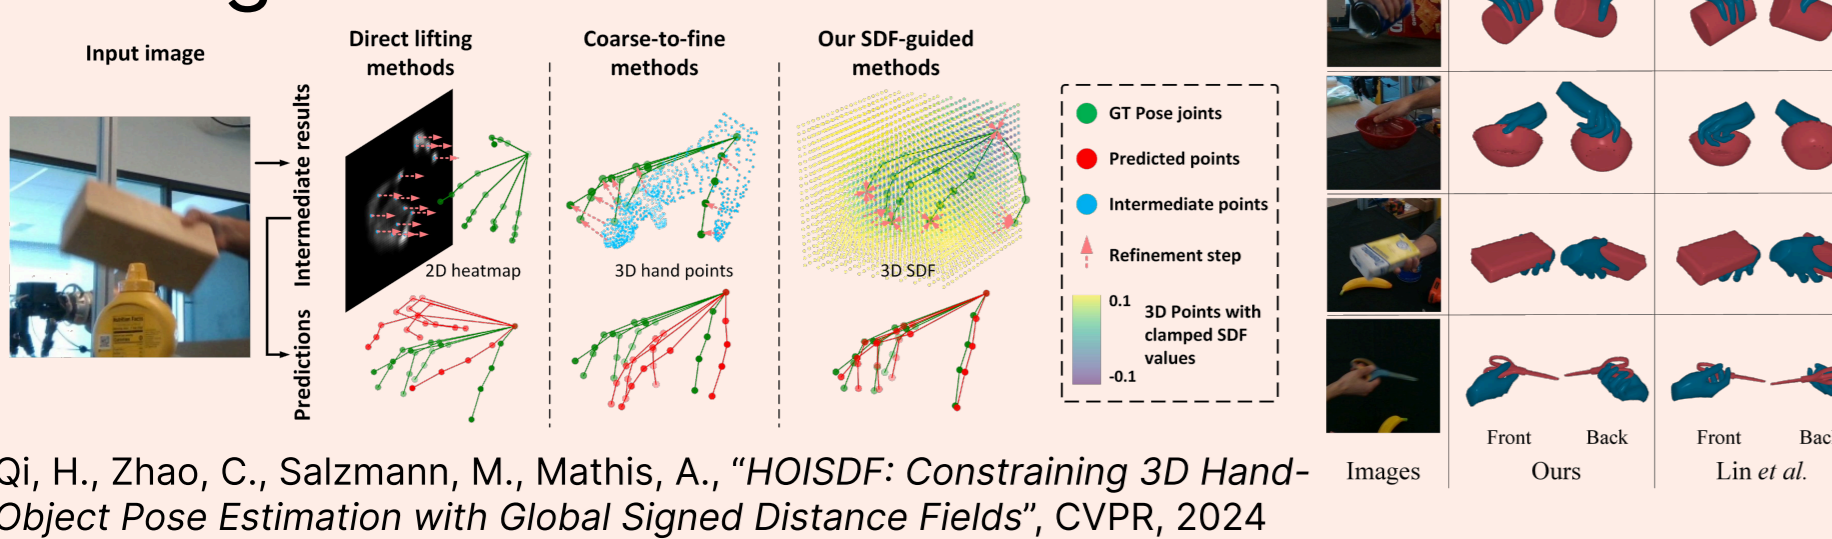 Input image
Direct lifting
methods
Coarse-to-fine
methods
Our SDF-guided
methods
Intermediate results
Predictions
2D heatmap
3D hand points
3D SDF
GT Pose joints
Predicted points
Intermediate points
Refinement step
0.1
-0.1
3D Points with
clamped SDF
values
Front Back Front
Images Ours Lin et al.
Qi, H., Zhao, C., Salzmann, M., Mathis, A., “HOISDF: Constraining 3D Hand-
Object Pose Estimation with Global Signed Distance Fields”, CVPR, 2024